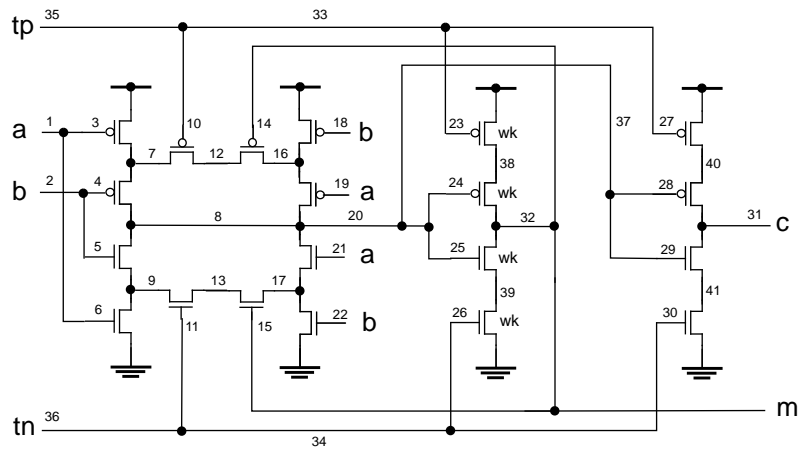 35 33
tp
10 14 18 b 23 wk 37 27
a 1 3
7 12 16 38 40
b 2 4 19 a 24 wk 28
8 20 32 31 c
5 21 a 25 wk 29
9 13 17 39 41
6 11 15 22 b 26 wk 30
m
36
tn
34